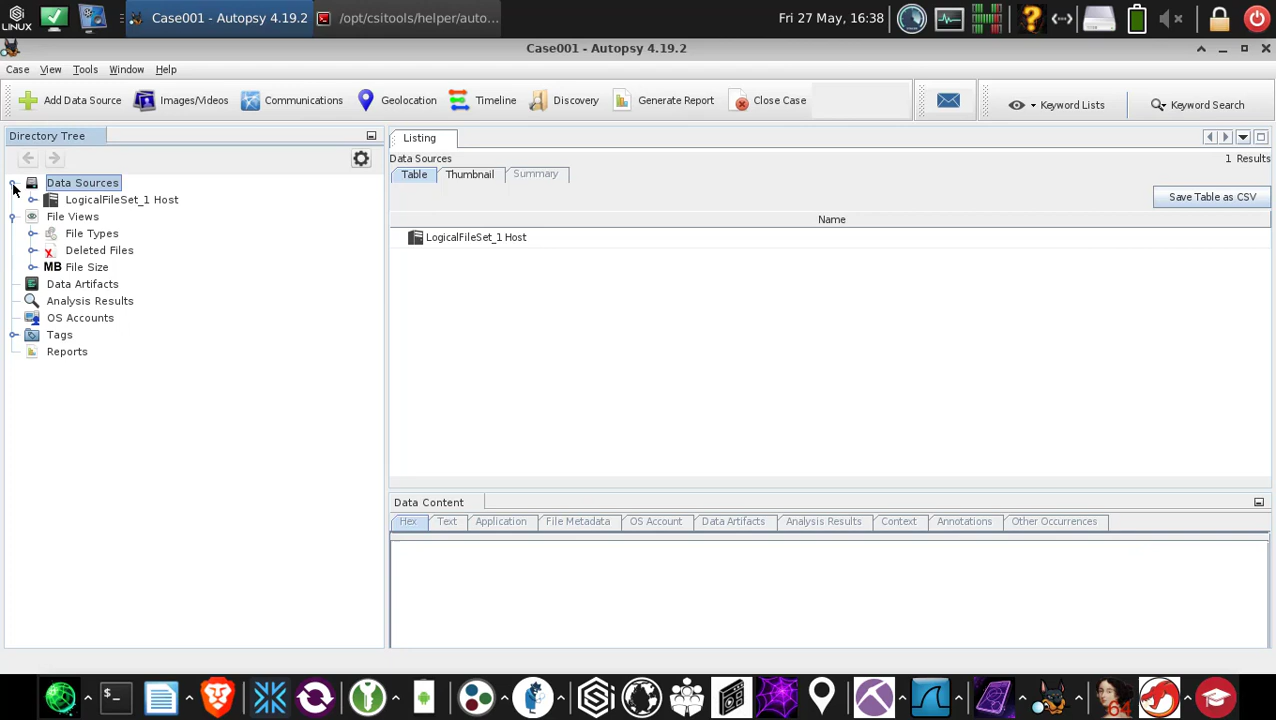 LINUX
Case001 - Autopsy 4.19.2
/opt/csitools/helper/auto...
Fri 27 May, 16:38
Case001 - Autopsy 4.19.2
Case View Tools Window Help
Add Data Source Images/Videos Communications Geolocation Timeline Discovery Generate Report Close Case Keyword Lists Keyword Search
Directory Tree
Data Sources
LogicalFileSet_1 Host
File Views
File Types
Deleted Files
MB File Size
Data Artifacts
Analysis Results
OS Accounts
Tags
Reports
Listing
Data Sources 1 Results
Table Thumbnail Summary
Save Table as CSV
Name
LogicalFileSet_1 Host
Data Content
Hex Text Application File Metadata OS Account Data Artifacts Analysis Results Context Annotations Other Occurrences
64